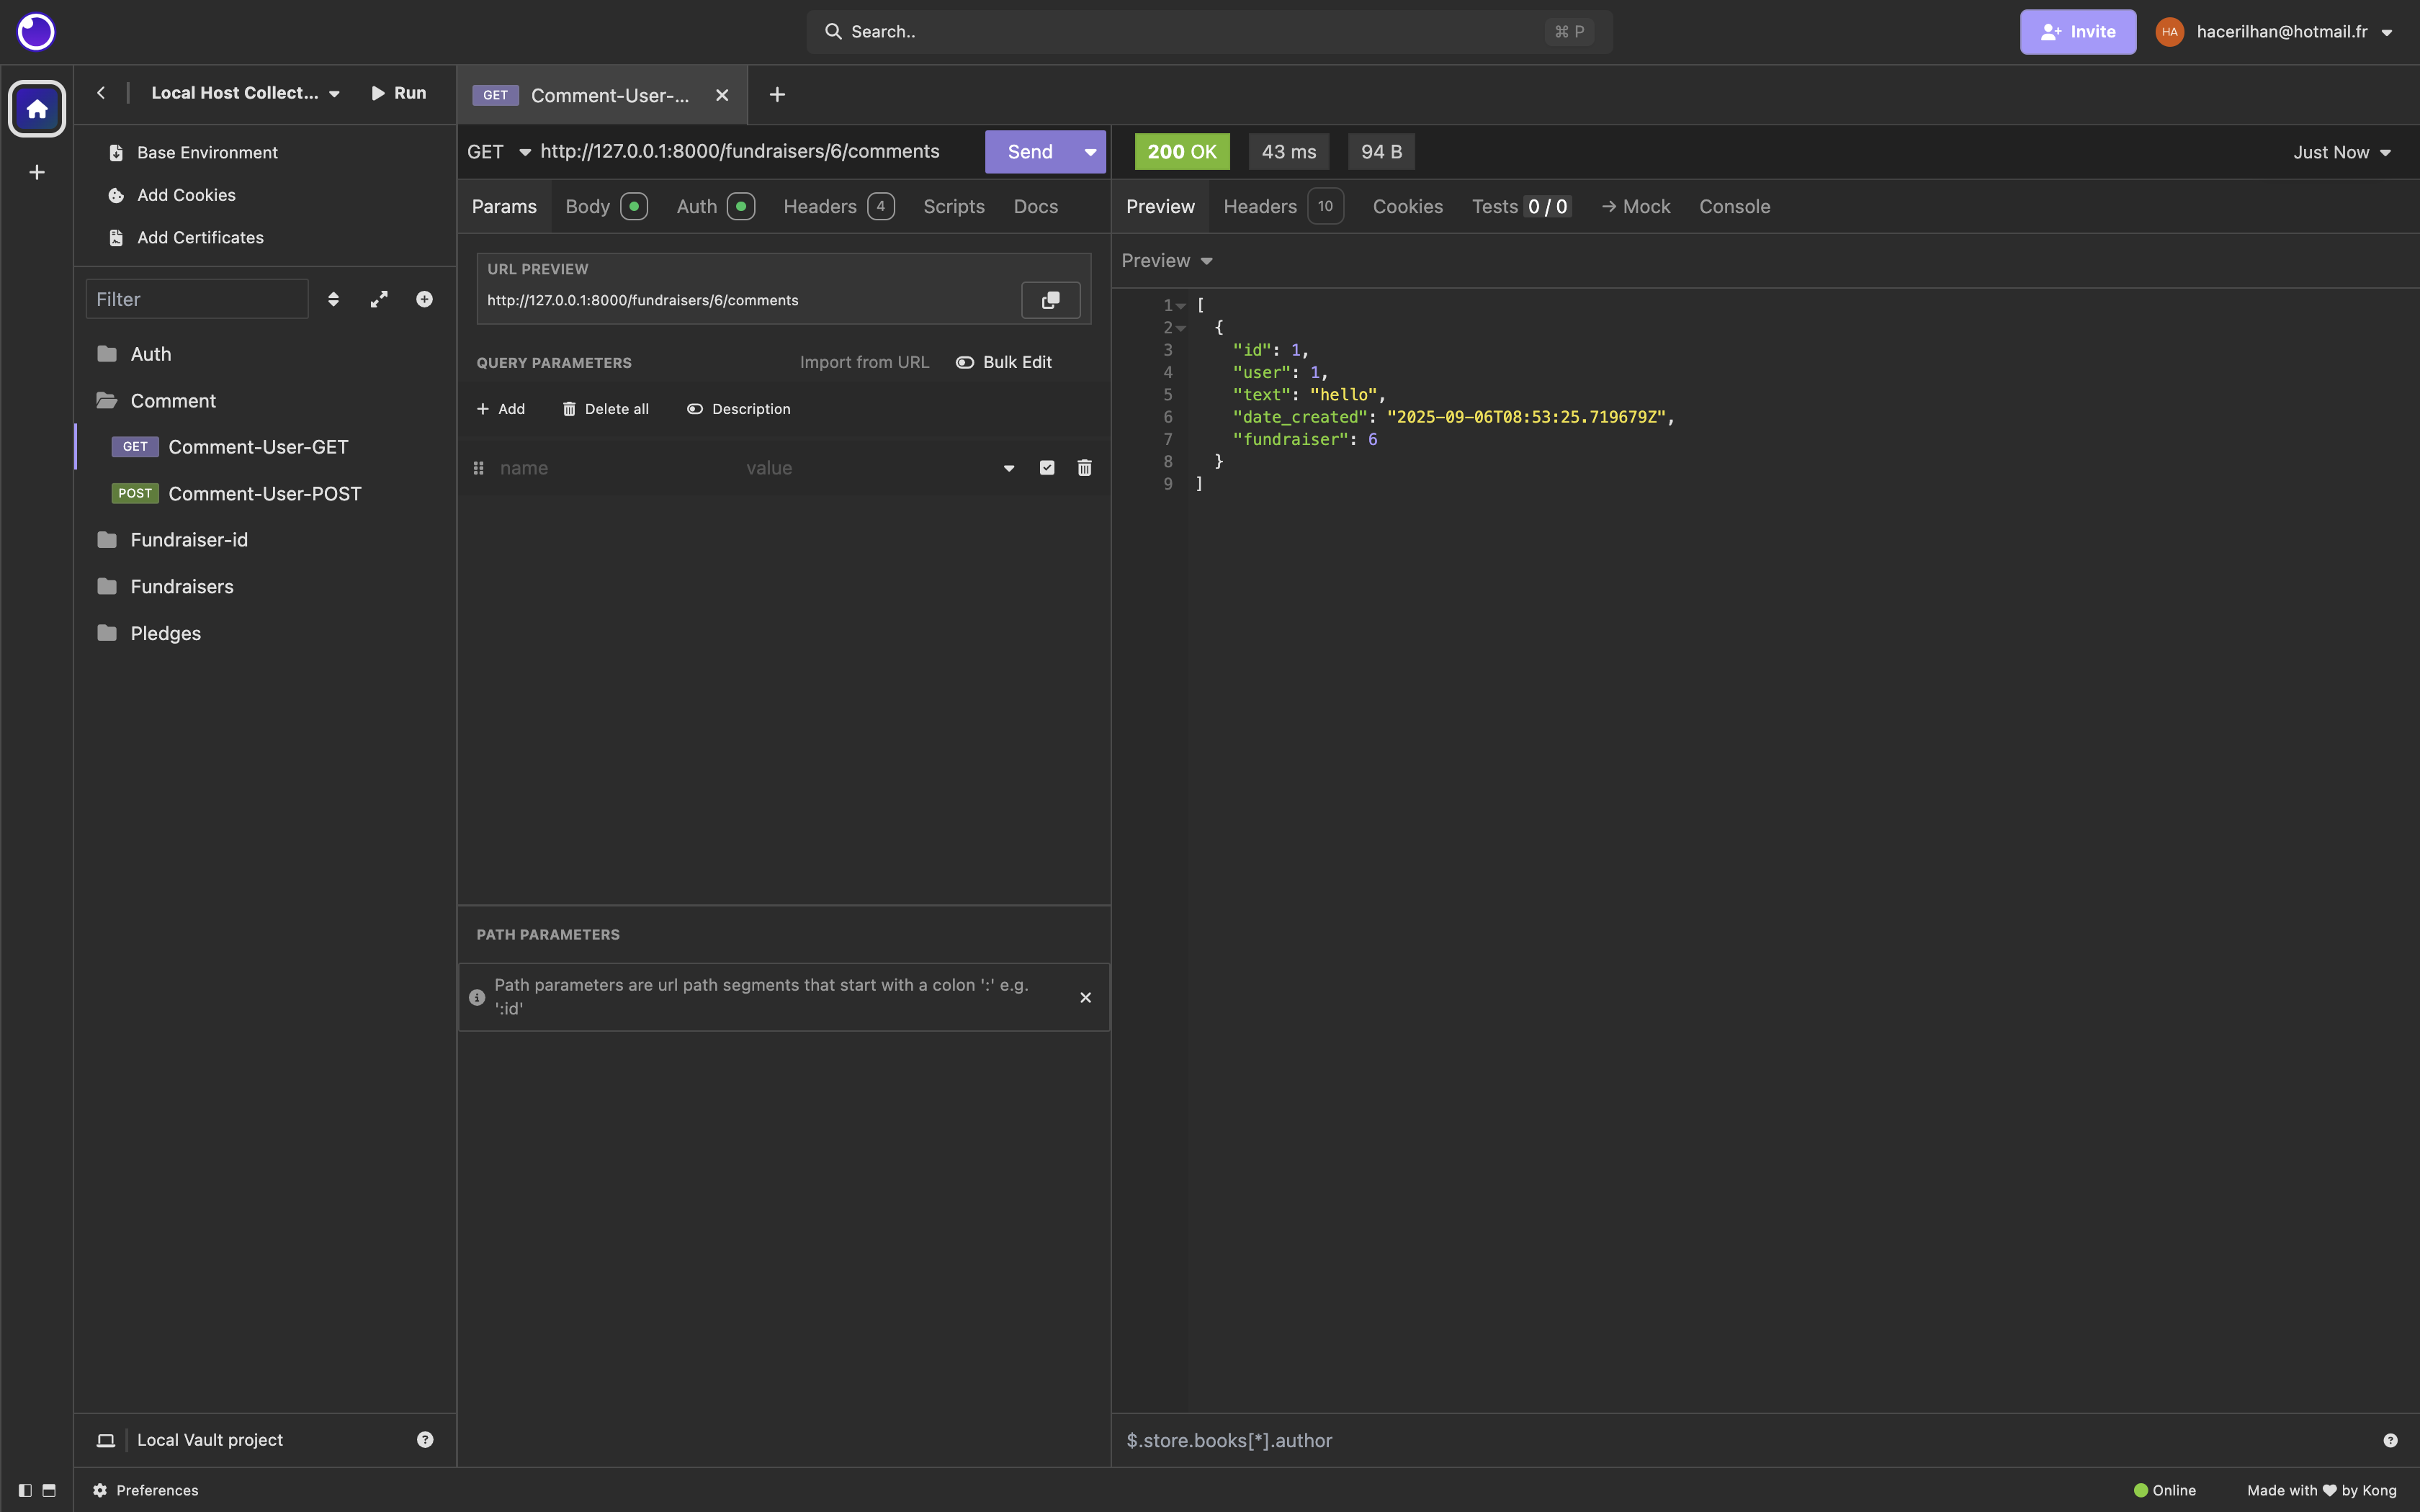 Search..
⌘ P
Invite
HA
hacerilhan@hotmail.fr
Local Host Collect...
Run
Base Environment
Add Cookies
Add Certificates
Filter
Auth
Comment
GET Comment-User-GET
POST Comment-User-POST
Fundraiser-id
Fundraisers
Pledges
Local Vault project
GET Comment-User-...
GET http://127.0.0.1:8000/fundraisers/6/comments Send
Params Body Auth Headers 4 Scripts Docs
URL PREVIEW
http://127.0.0.1:8000/fundraisers/6/comments
QUERY PARAMETERS Import from URL Bulk Edit
Add Delete all Description
name value
PATH PARAMETERS
Path parameters are url path segments that start with a colon ':' e.g.
':id'
200 OK 43 ms 94 B Just Now
Preview Headers 10 Cookies Tests 0 / 0 → Mock Console
Preview
1 [
2 {
3 "id": 1,
4 "user": 1,
5 "text": "hello",
6 "date_created": "2025-09-06T08:53:25.719679Z",
7 "fundraiser": 6
8 }
9 ]
$.store.books[*].author
Preferences
Online
Made with ♥ by Kong